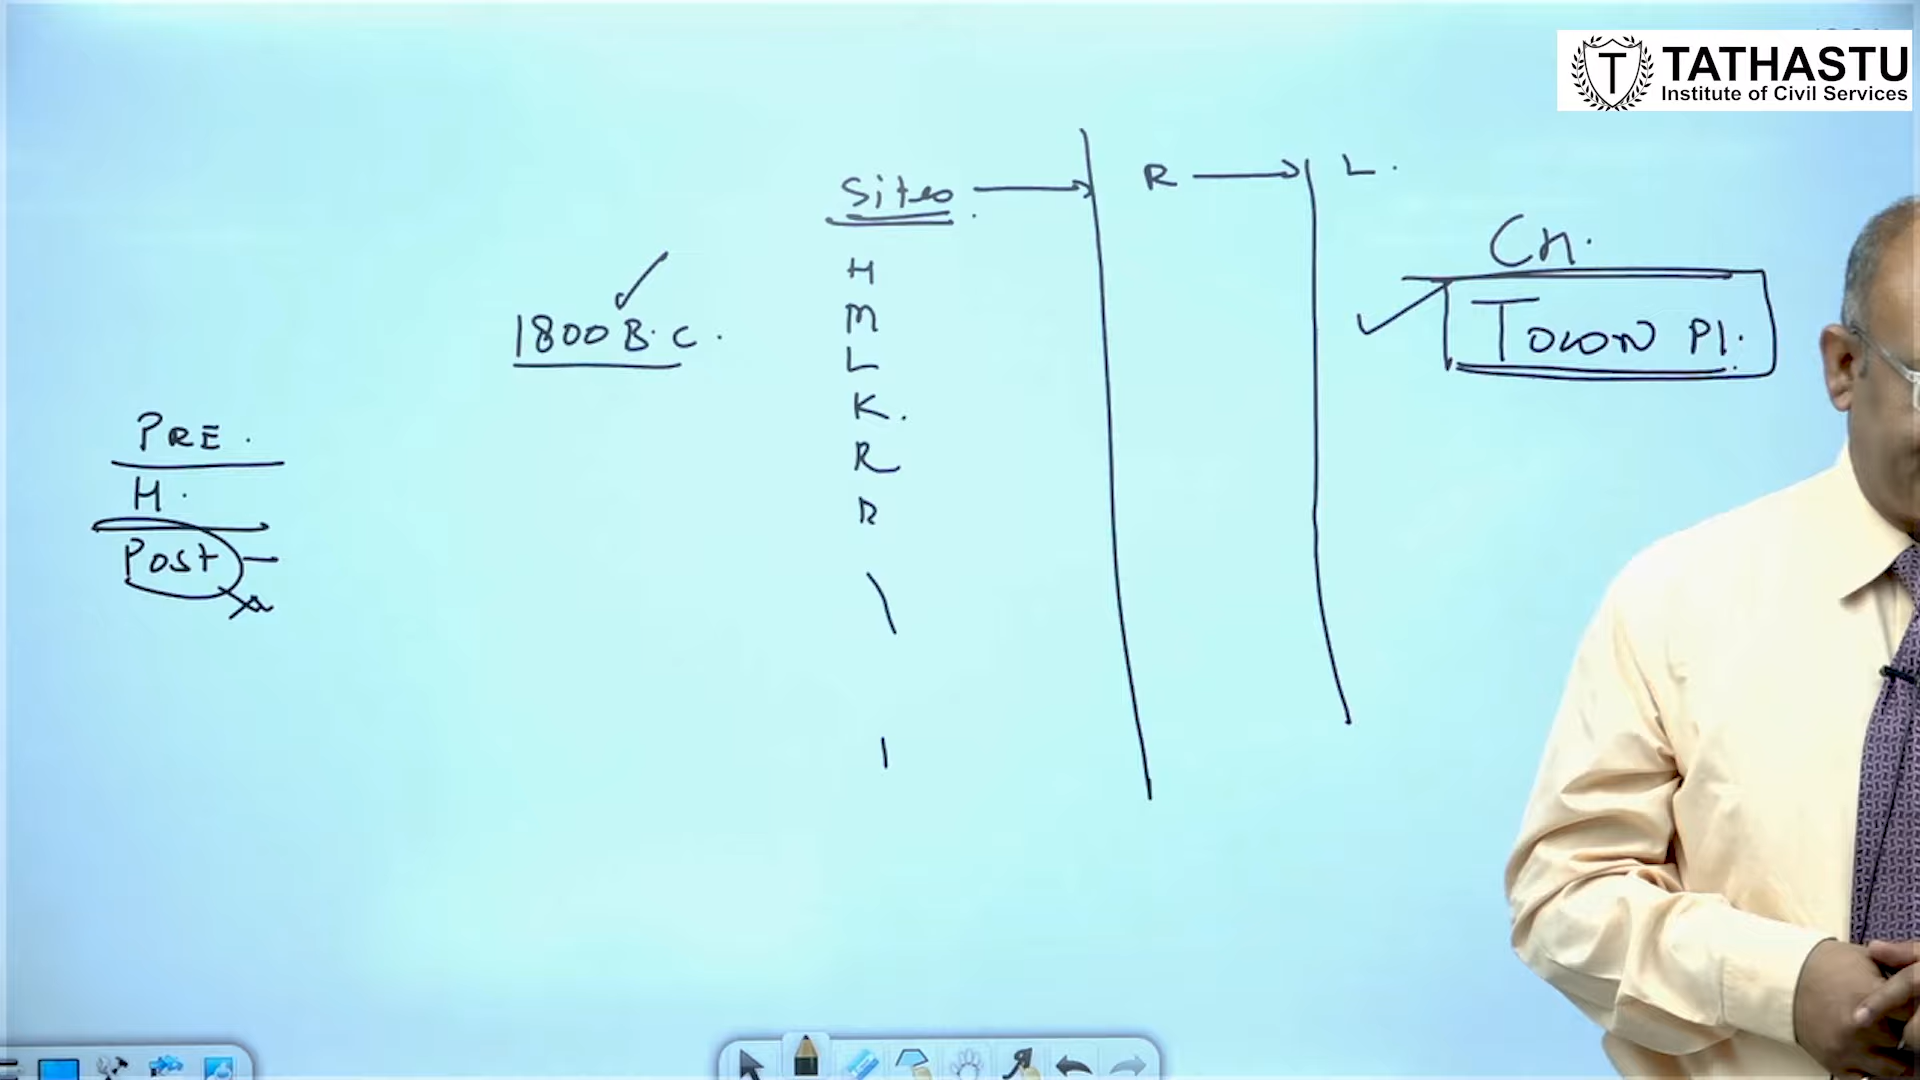 TATHASTU
Institute of Civil Services
T
Sites R L.
Ch.
Town Pl.
H
M
L
K.
R
R
1800 B.C.
PRE.
H.
Post